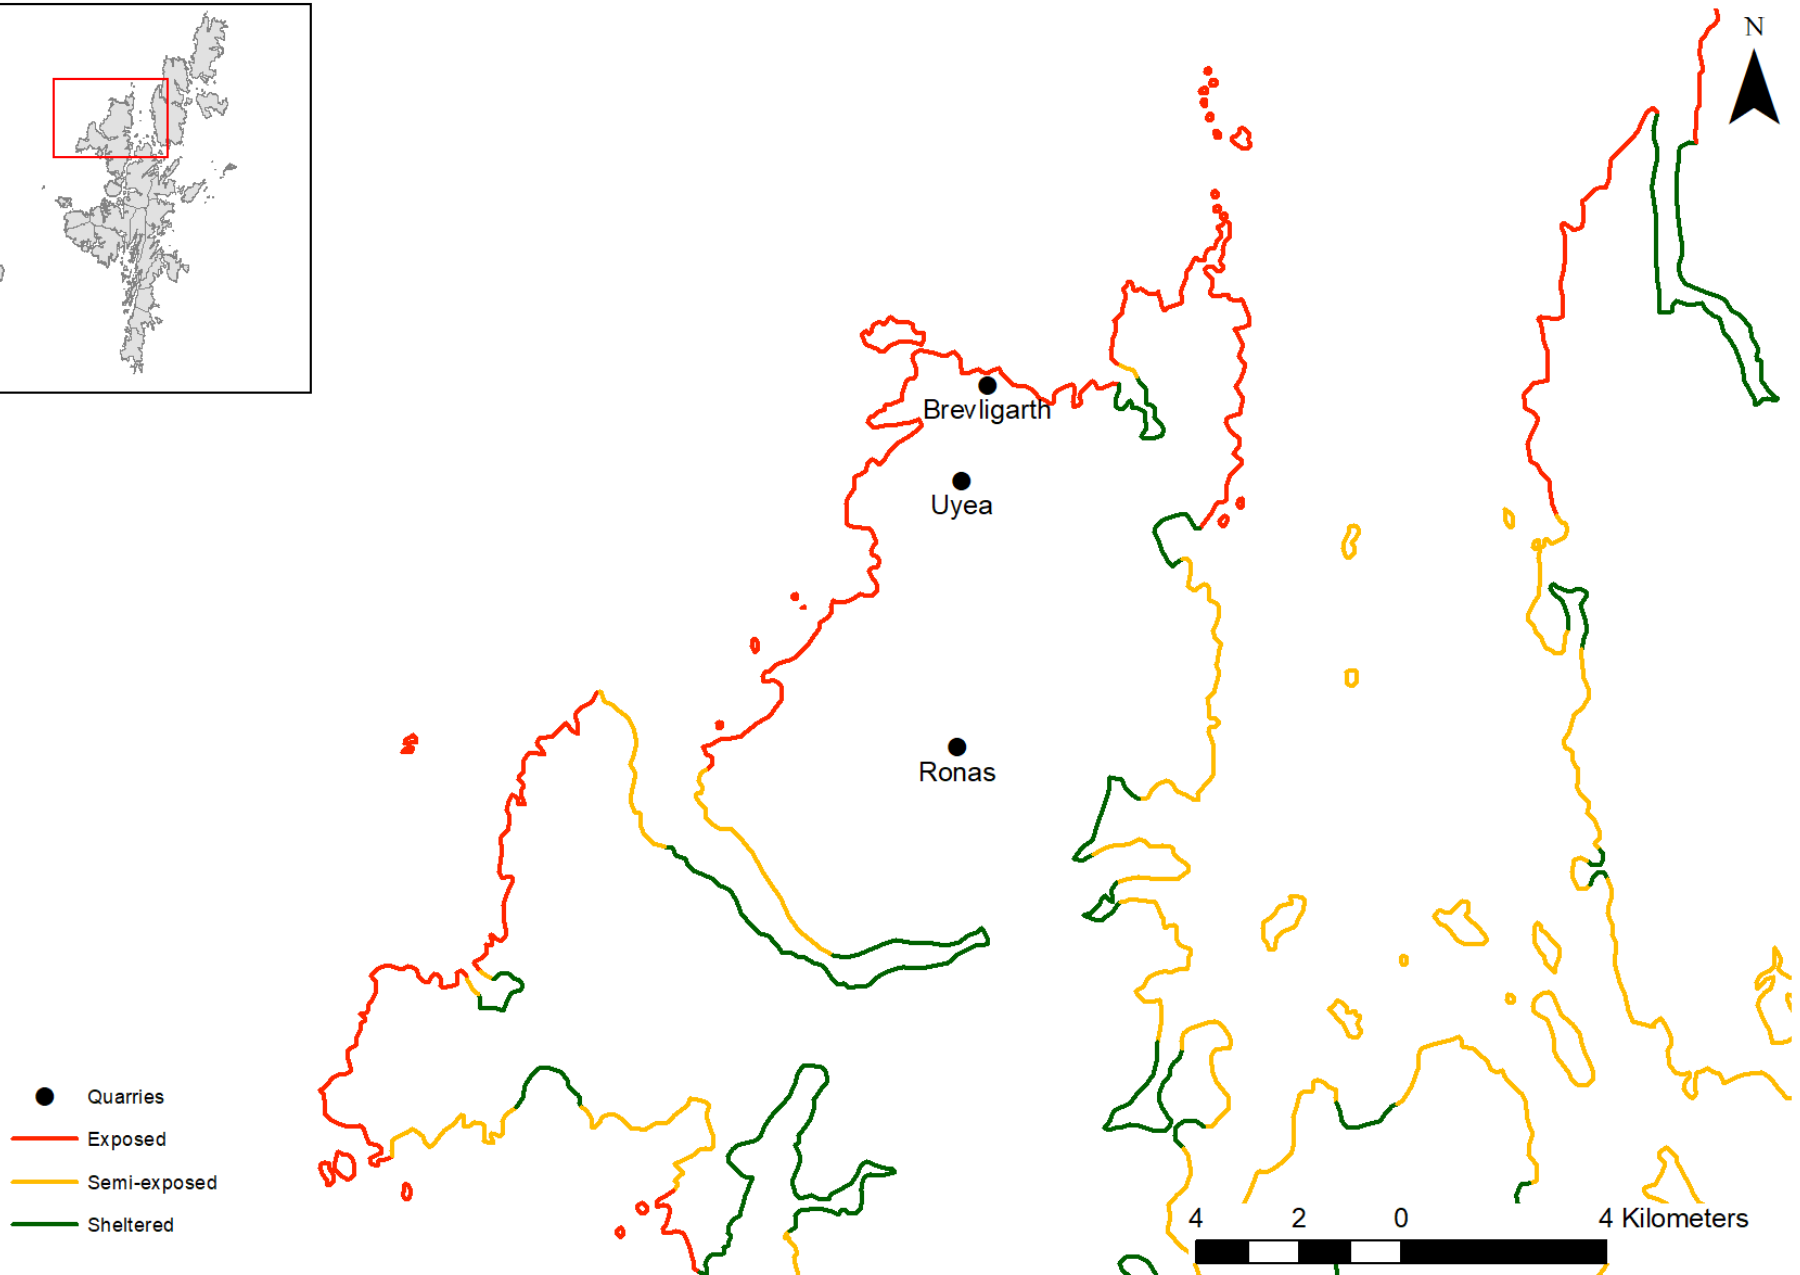 N
Brevligarth
Uyea
Ronas
Quarries
Exposed
Semi-exposed
Sheltered
4 2 0 4 Kilometers